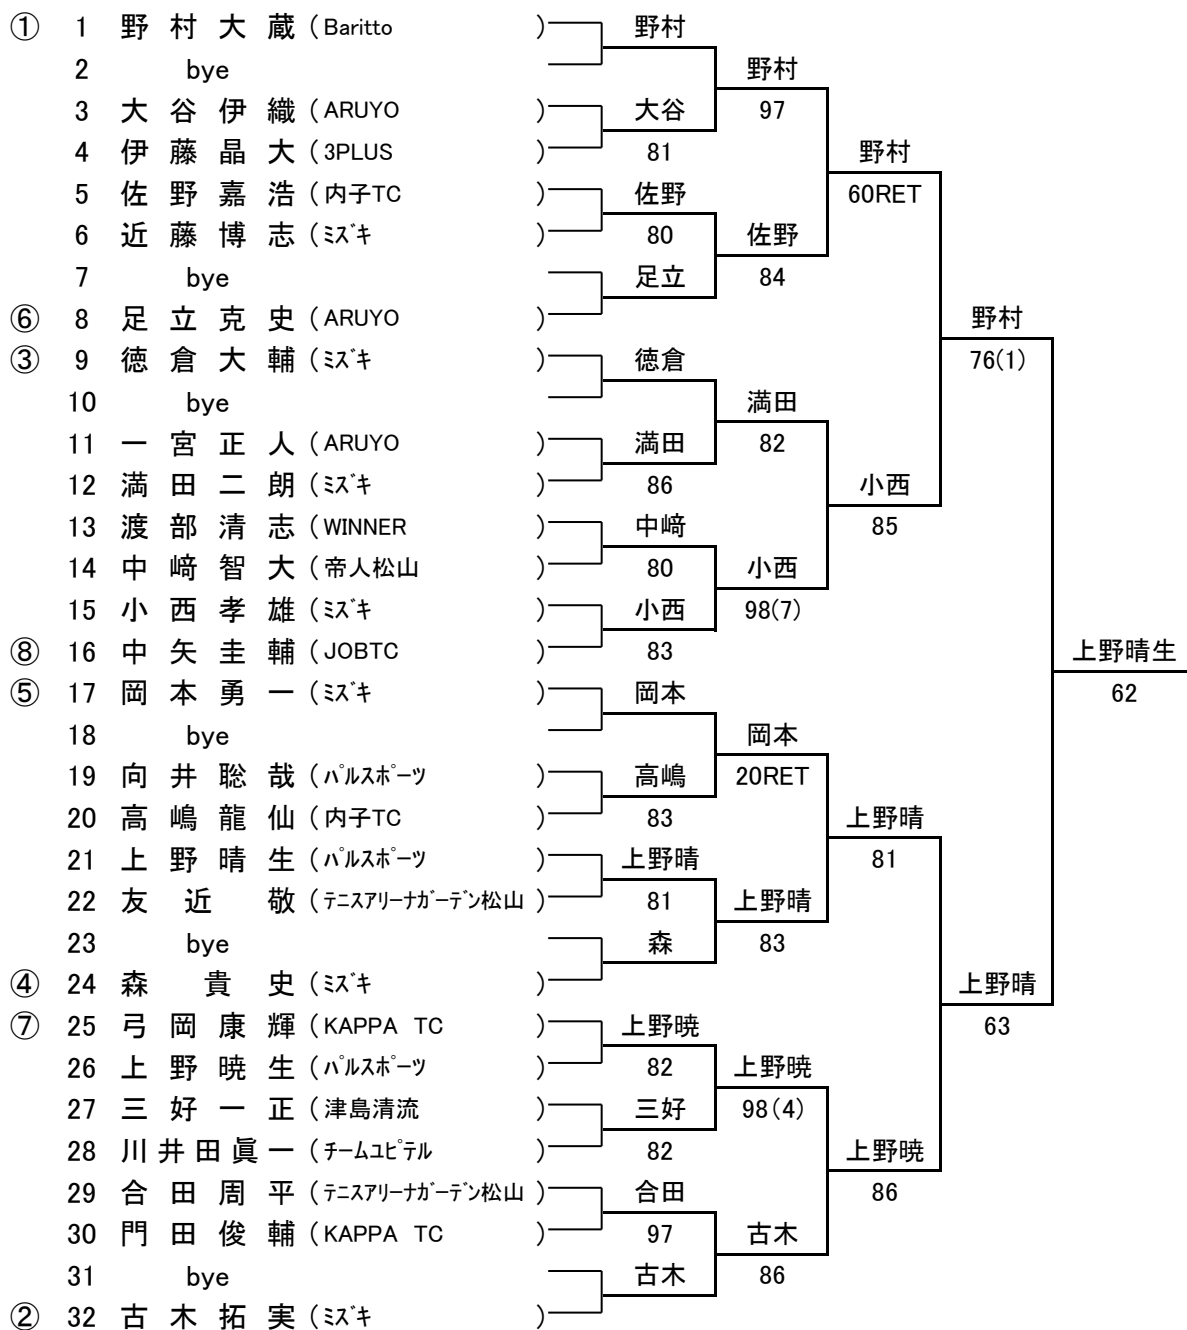 ① 1 野村大蔵 (Baritto) 野村
2 bye 野村
3 大谷伊織 (ARUYO) 大谷 97
4 伊藤晶大 (3PLUS) 81 野村
5 佐野嘉浩 (内子TC) 佐野 60RET
6 近藤博志 (ミズキ) 80 佐野
7 bye 足立 84
⑥ 8 足立克史 (ARUYO) 野村
③ 9 徳倉大輔 (ミズキ) 徳倉 76(1)
10 bye 満田
11 一宮正人 (ARUYO) 満田 82
12 満田二朗 (ミズキ) 86 小西
13 渡部清志 (WINNER) 中﨑 85
14 中﨑智大 (帝人松山) 80 小西
15 小西孝雄 (ミズキ) 小西 98(7)
⑧ 16 中矢圭輔 (JOBTC) 83 上野晴生
⑤ 17 岡本勇一 (ミズキ) 岡本 62
18 bye 岡本
19 向井聡哉 (パルスポーツ) 高嶋 20RET
20 高嶋龍仙 (内子TC) 83 上野晴
21 上野晴生 (パルスポーツ) 上野晴 81
22 友近敬 (テニスアリーナガーデン松山) 81 上野晴
23 bye 森 83
④ 24 森貴史 (ミズキ) 上野晴
⑦ 25 弓岡康輝 (KAPPA TC) 上野暁 63
26 上野暁生 (パルスポーツ) 82 上野暁
27 三好一正 (津島清流) 三好 98(4)
28 川井田眞一 (チームユピテル) 82 上野暁
29 合田周平 (テニスアリーナガーデン松山) 合田 86
30 門田俊輔 (KAPPA TC) 97 古木
31 bye 古木 86
② 32 古木拓実 (ミズキ)